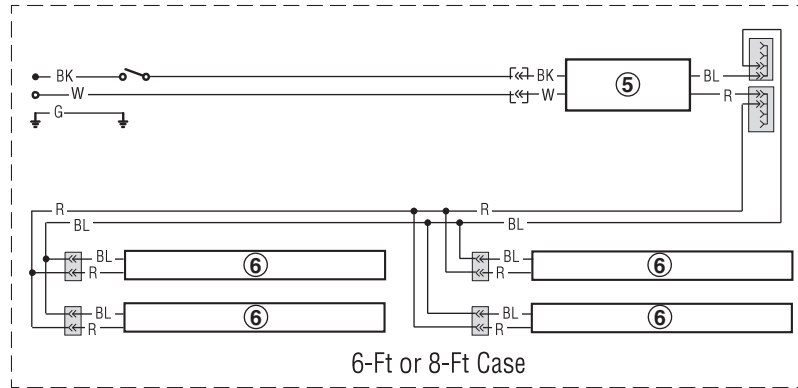 BK BK BL
5
W W R
G
R R
BL BL
BL 6 BL 6
R R
BL 6 BL 6
R R
6-Ft or 8-Ft Case